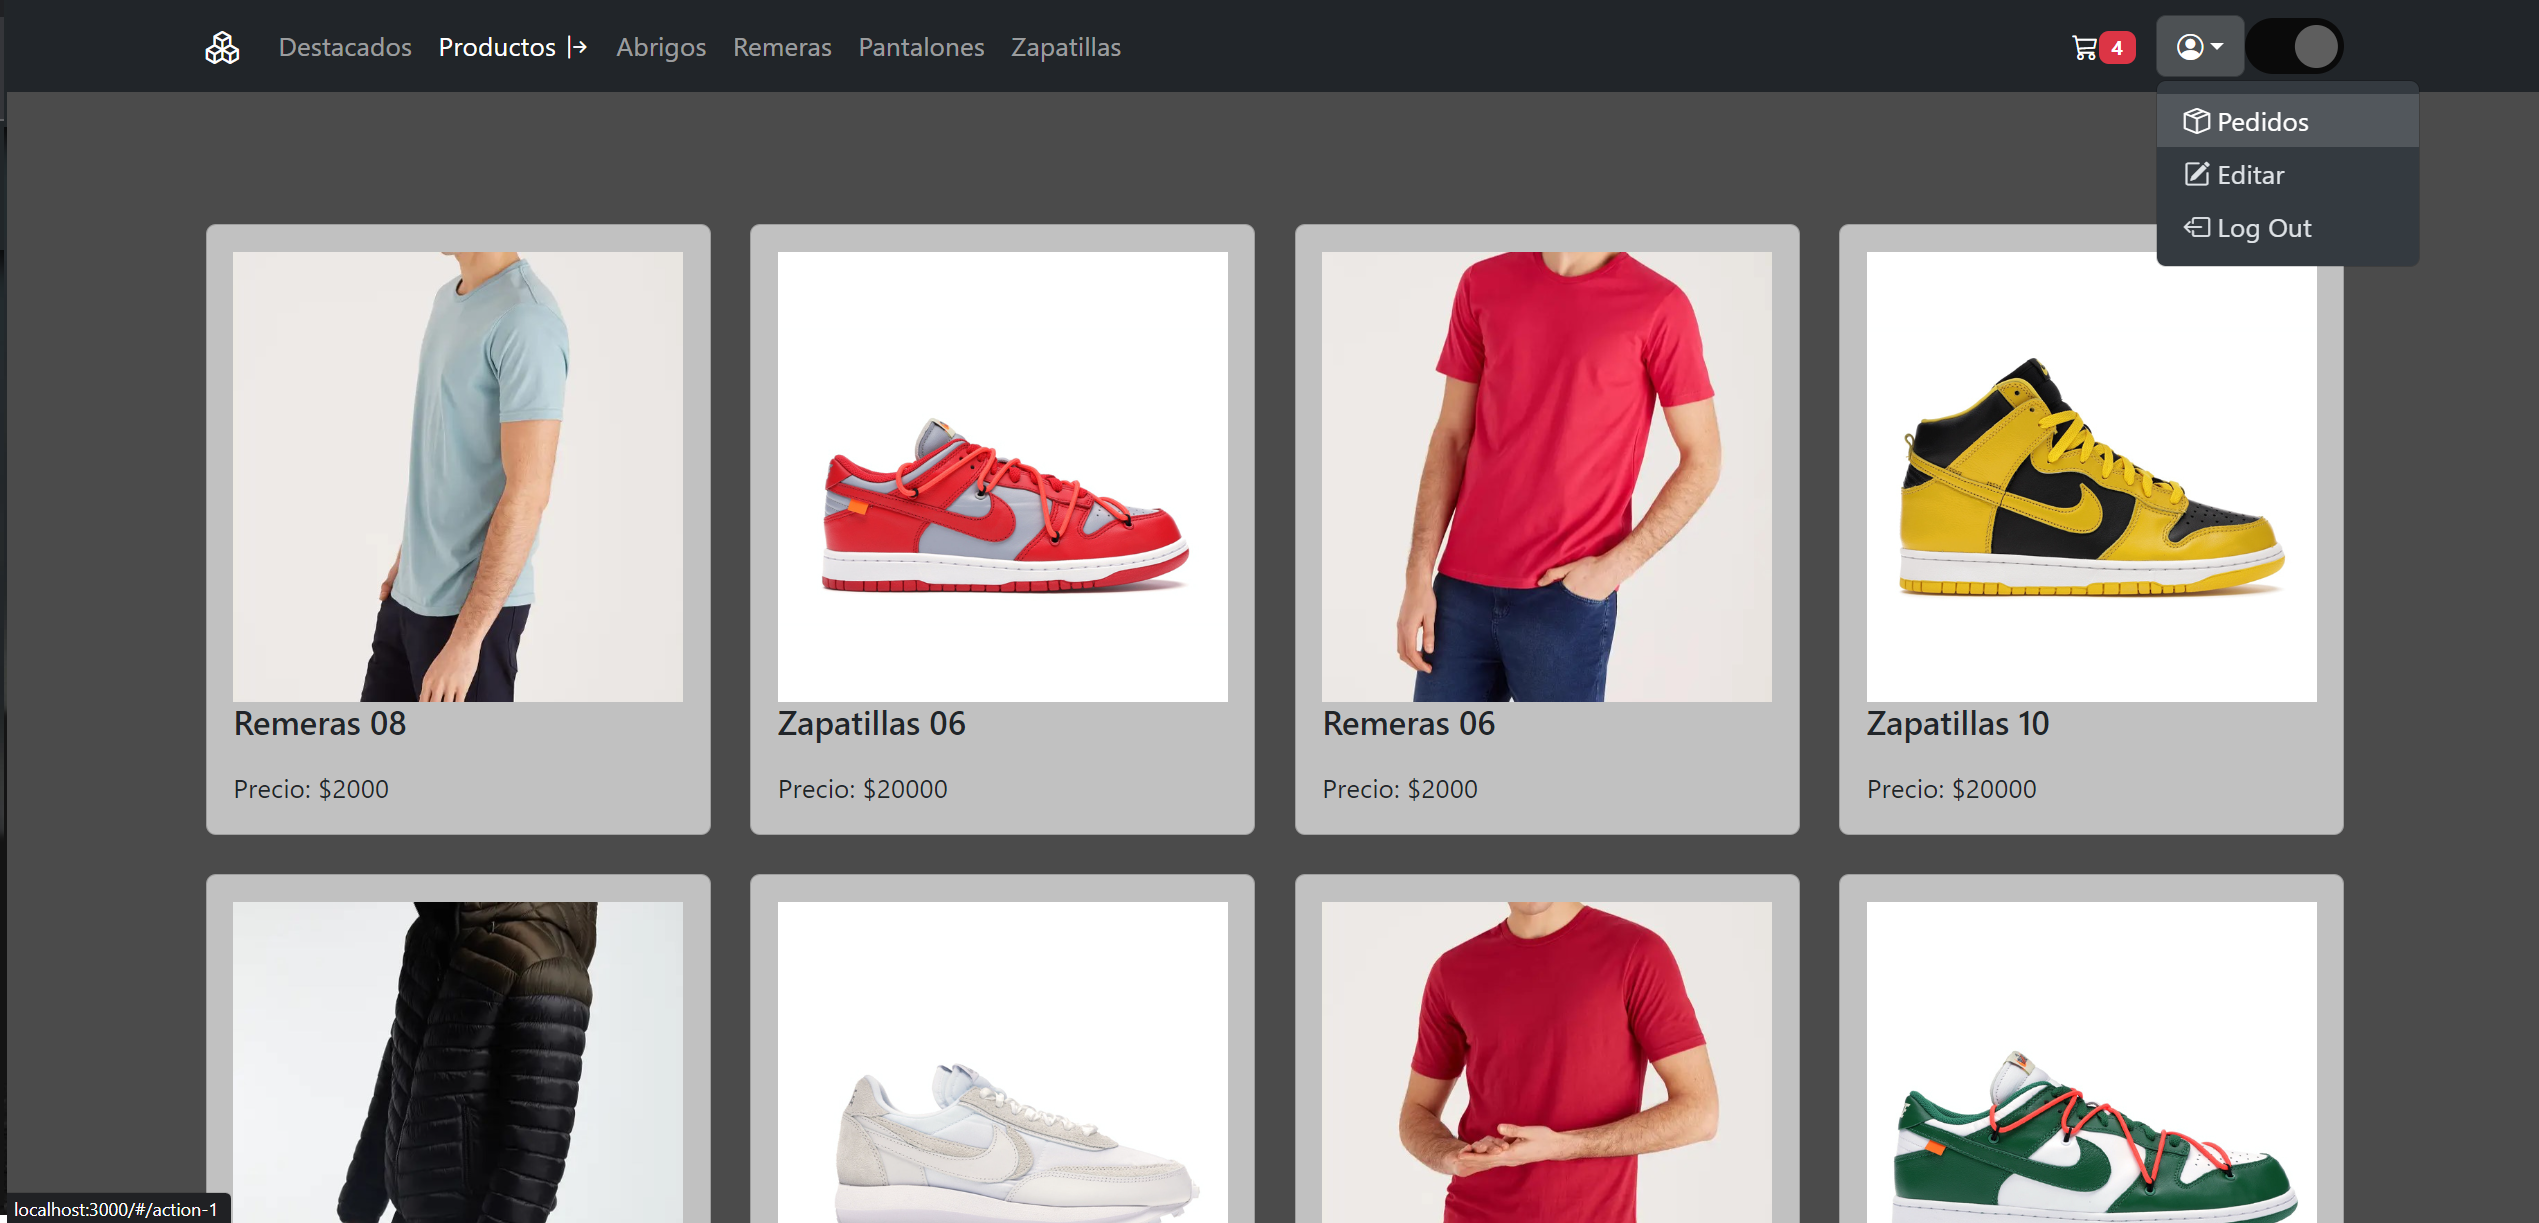 Destacados Productos Abrigos Remeras Pantalones Zapatillas 4
Pedidos
Editar
Log Out
Remeras 08
Precio: $2000
Zapatillas 06
Precio: $20000
Remeras 06
Precio: $2000
Zapatillas 10
Precio: $20000
localhost:3000/#/action-1